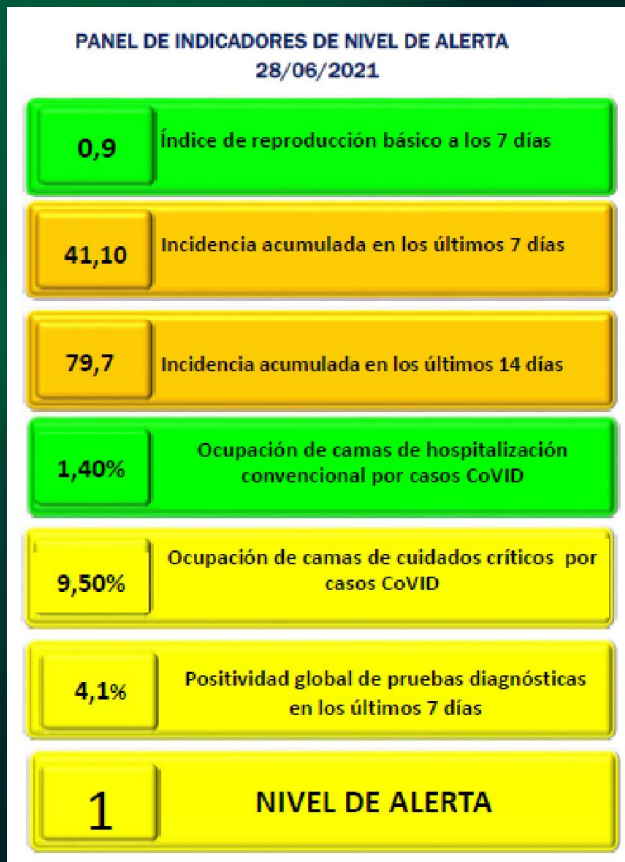 PANEL DE INDICADORES DE NIVEL DE ALERTA
28/06/2021
0,9
Índice de reproducción básico a los 7 días
41,10
Incidencia acumulada en los últimos 7 días
79,7
Incidencia acumulada en los últimos 14 días
1,40%
Ocupación de camas de hospitalización
convencional por casos CoVID
9,50%
Ocupación de camas de cuidados críticos por
casos CoVID
4,1%
Positividad global de pruebas diagnósticas
en los últimos 7 días
1
NIVEL DE ALERTA